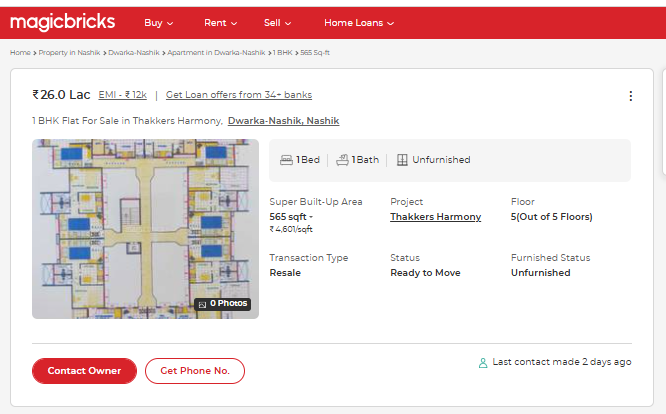 magicbricks Buy Rent Sell Home Loans
Home > Property in Nashik > Dwarka-Nashik > Apartment in Dwarka-Nashik > 1 BHK > 565 Sq-ft
₹26.0 Lac EMI - ₹12k | Get Loan offers from 34+ banks
1 BHK Flat For Sale in Thakkers Harmony, Dwarka-Nashik, Nashik
1 Bed 1 Bath Unfurnished
Super Built-Up Area Project Floor
565 sqft Thakkers Harmony 5(Out of 5 Floors)
₹4,601/sqft
Transaction Type Status Furnished Status
Resale Ready to Move Unfurnished
0 Photos
Contact Owner Get Phone No. Last contact made 2 days ago